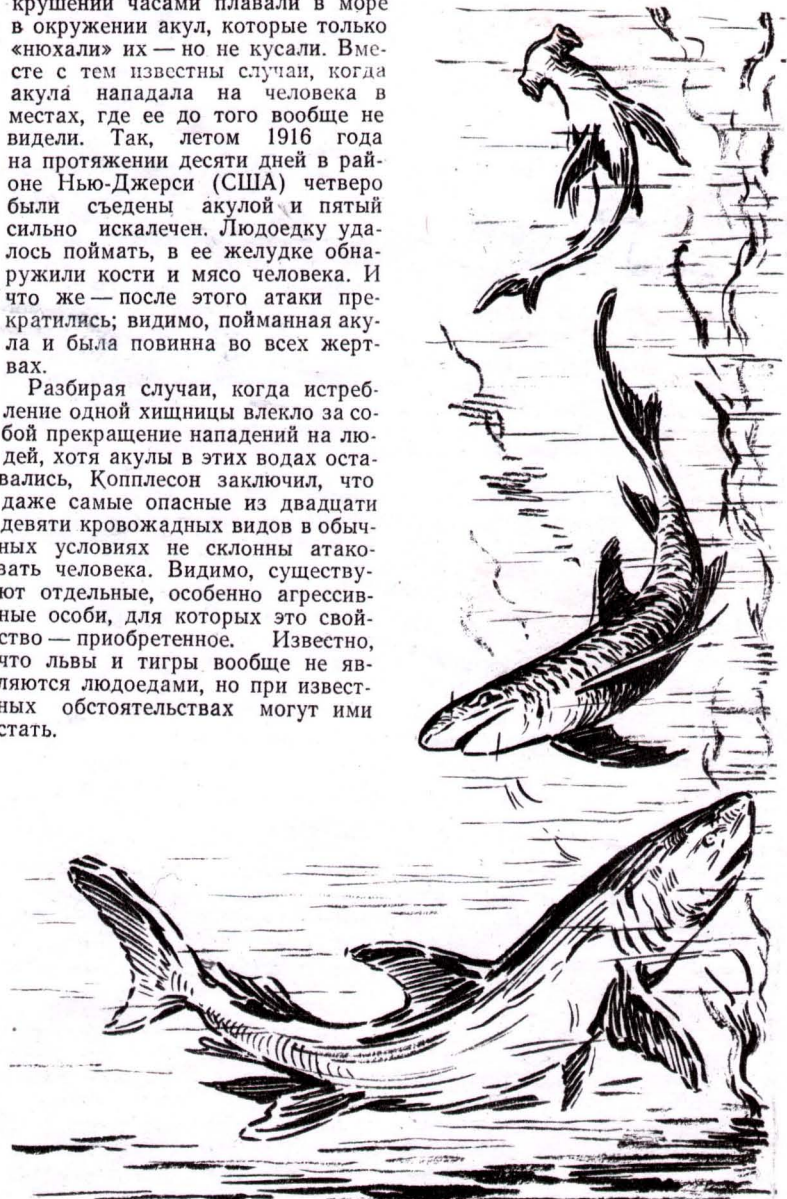 крушений часами плавали в море
в окружении акул, которые только
«нюхали» их — но не кусали. Вме-
сте с тем известны случаи, когда
акула нападала на человека в
местах, где ее до того вообще не
видели. Так, летом 1916 года
на протяжении десяти дней в рай-
оне Нью-Джерси (США) четверо
были съедены акулой и пятый
сильно искалечен. Людоедку уда-
лось поймать, в ее желудке обна-
ружили кости и мясо человека. И
что же — после этого атаки пре-
кратились; видимо, пойманная аку-
ла и была повинна во всех жерт-
вах.
Разбирая случаи, когда истреб-
ление одной хищницы влекло за со-
бой прекращение нападений на лю-
дей, хотя акулы в этих водах оста-
вались, Копплесон заключил, что
даже самые опасные из двадцати
девяти кровожадных видов в обыч-
ных условиях не склонны атако-
вать человека. Видимо, существу-
ют отдельные, особенно агрессив-
ные особи, для которых это свой-
ство — приобретенное. Известно,
что львы и тигры вообще не яв-
ляются людоедами, но при извест-
ных обстоятельствах могут ими
стать.